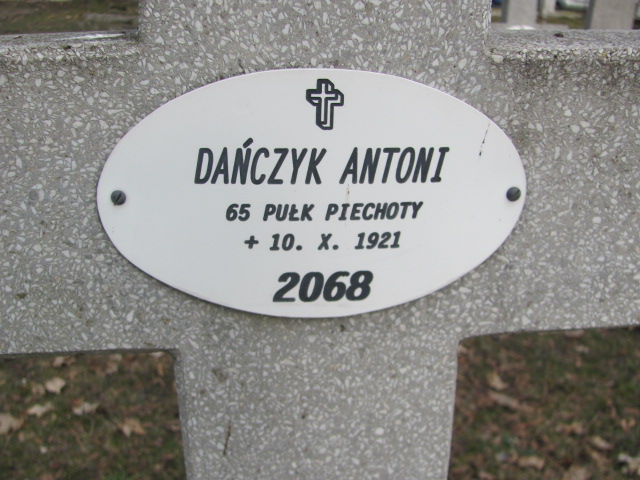 DAŃCZYK ANTONI
65 PUŁK PIECHOTY
+ 10. X. 1921
2068